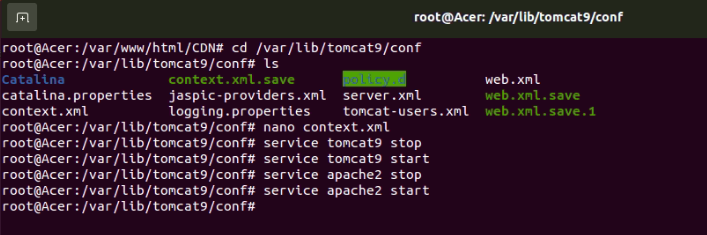 root@Acer: /var/lib/tomcat9/conf
root@Acer:/var/www/html/CDN# cd /var/lib/tomcat9/conf
root@Acer:/var/lib/tomcat9/conf# ls
Catalina context.xml.save policy.d web.xml
catalina.properties jaspic-providers.xml server.xml web.xml.save
context.xml logging.properties tomcat-users.xml web.xml.save.1
root@Acer:/var/lib/tomcat9/conf# nano context.xml
root@Acer:/var/lib/tomcat9/conf# service tomcat9 stop
root@Acer:/var/lib/tomcat9/conf# service tomcat9 start
root@Acer:/var/lib/tomcat9/conf# service apache2 stop
root@Acer:/var/lib/tomcat9/conf# service apache2 start
root@Acer:/var/lib/tomcat9/conf#